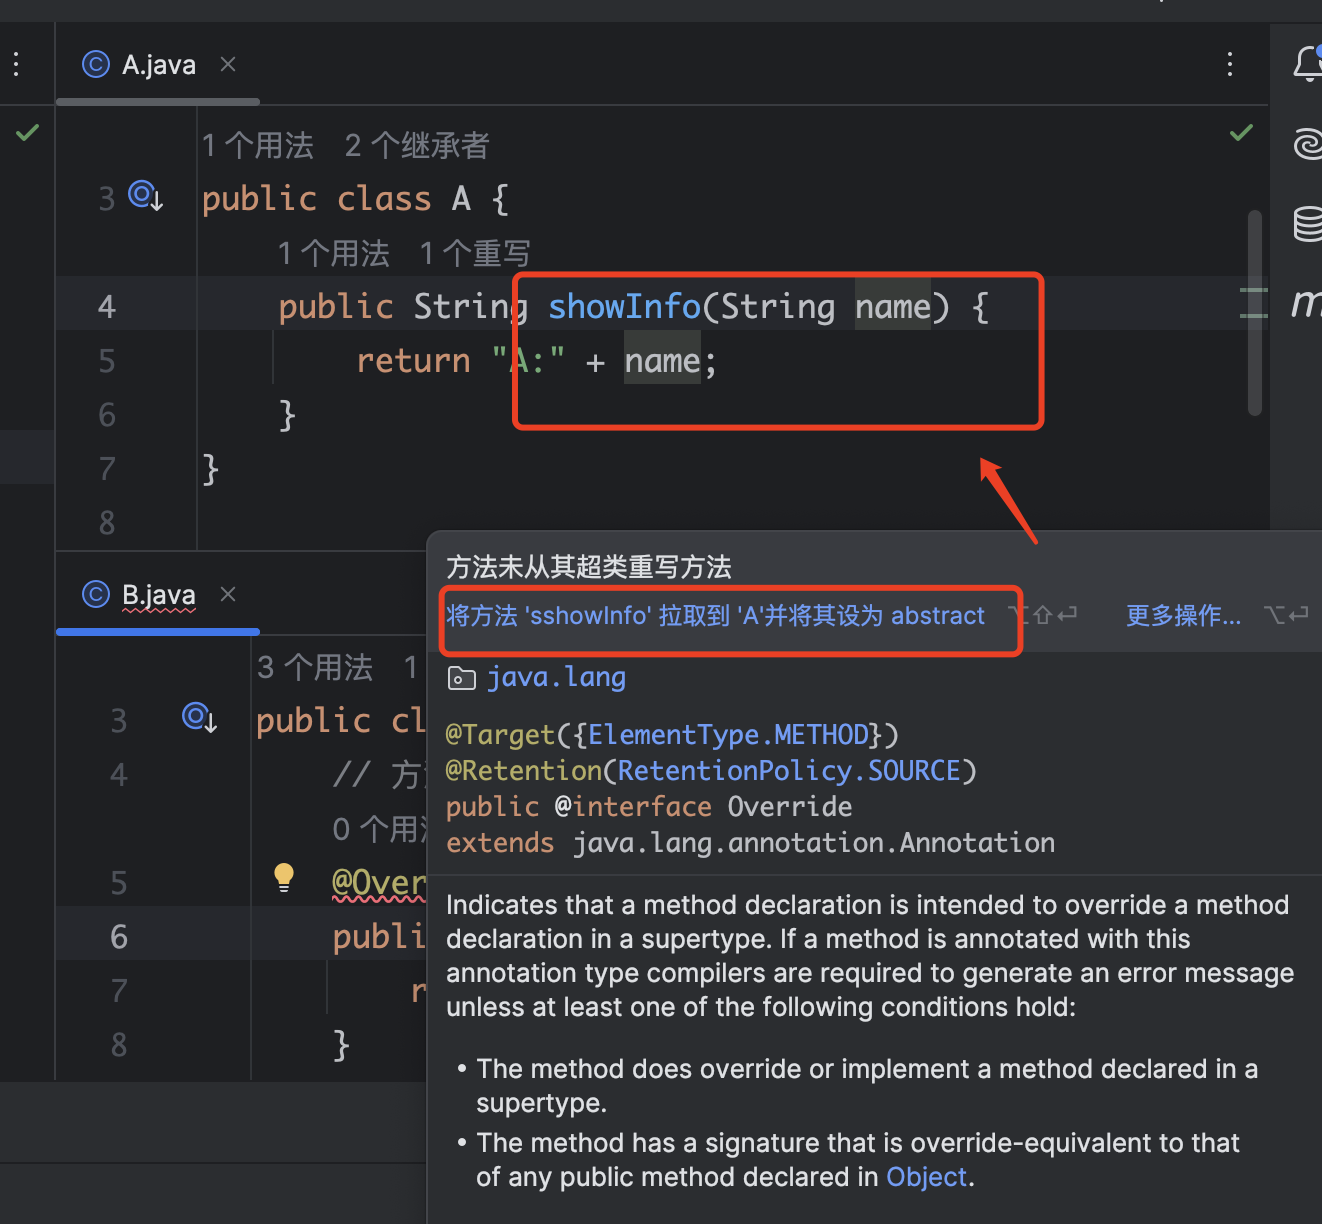 A.java
1 个用法 2 个继承者
3 public class A {
1 个用法 1 个重写
4 public String showInfo(String name) {
5 return "A:" + name;
6 }
7 }
8
B.java
3 个用法 1
3 public cl
4 // 方
0 个用
5 @Over
6 publi
7 r
8 }
方法未从其超类重写方法
将方法 'sshowInfo' 拉取到 'A'并将其设为 abstract ⌥⇧⏎ 更多操作... ⌥⏎
java.lang
@Target({ElementType.METHOD})
@Retention(RetentionPolicy.SOURCE)
public @interface Override
extends java.lang.annotation.Annotation
Indicates that a method declaration is intended to override a method
declaration in a supertype. If a method is annotated with this
annotation type compilers are required to generate an error message
unless at least one of the following conditions hold:
• The method does override or implement a method declared in a
supertype.
• The method has a signature that is override-equivalent to that
of any public method declared in Object.
m